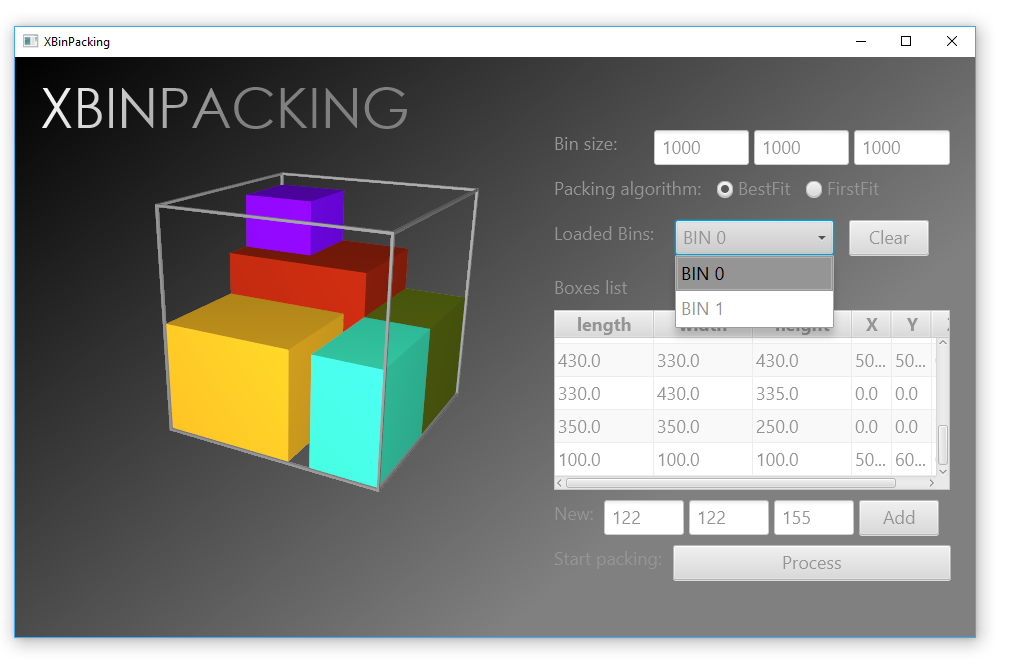 XBinPacking
XBINPACKING
Bin size: 1000 1000 1000
Packing algorithm: BestFit FirstFit
Loaded Bins: BIN 0 Clear
BIN 0
BIN 1
Boxes list
length width height X Y
430.0 330.0 430.0 50... 50...
330.0 430.0 335.0 0.0 0.0
350.0 350.0 250.0 0.0 0.0
100.0 100.0 100.0 50... 60...
New: 122 122 155 Add
Start packing: Process